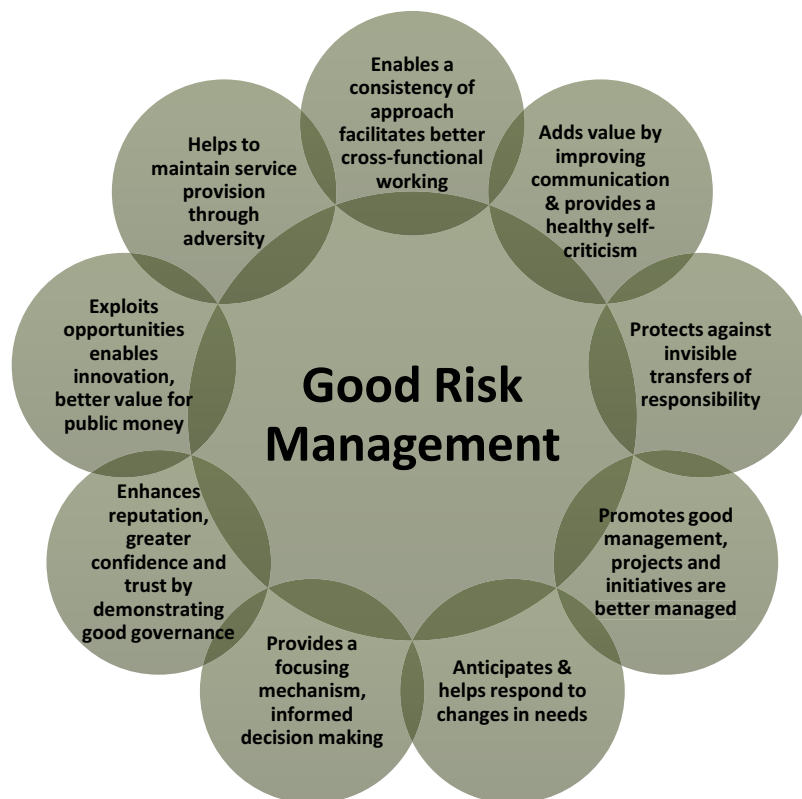 Enables a
consistency of
approach
facilitates better
cross-functional
working
Adds value by
improving
communication
& provides a
healthy self-
criticism
Protects against
invisible
transfers of
responsibility
Promotes good
management,
projects and
initiatives are
better managed
Anticipates &
helps respond to
changes in needs
Provides a
focusing
mechanism,
informed
decision making
Enhances
reputation,
greater
confidence and
trust by
demonstrating
good governance
Exploits
opportunities
enables
innovation,
better value for
public money
Helps to
maintain service
provision
through
adversity
Good Risk
Management